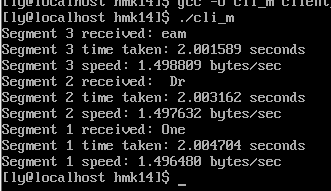 [ly@localhost hmk14]$ gcc -o cli_m client
[ly@localhost hmk14]$ ./cli_m
Segment 3 received: eam
Segment 3 time taken: 2.001589 seconds
Segment 3 speed: 1.498809 bytes/sec
Segment 2 received:  Dr
Segment 2 time taken: 2.003162 seconds
Segment 2 speed: 1.497632 bytes/sec
Segment 1 received: One
Segment 1 time taken: 2.004704 seconds
Segment 1 speed: 1.496480 bytes/sec
[ly@localhost hmk14]$ _